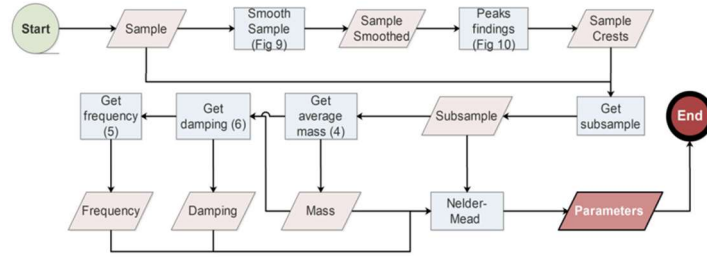 Start
Sample
Smooth
Sample
(Fig 9)
Sample
Smoothed
Peaks
findings
(Fig 10)
Sample
Crests
Get
frequency
(5)
Get
damping (6)
Get
average
mass (4)
Subsample
Get
subsample
End
Frequency
Damping
Mass
Nelder-
Mead
Parameters